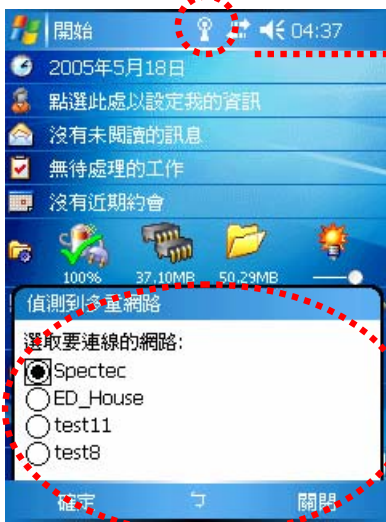 開始 04:37
2005年5月18日
點選此處以設定我的資訊
沒有未閱讀的訊息
無待處理的工作
沒有近期約會
100% 37.10MB 50.29MB
偵測到多重網路
選取要連線的網路:
Spectec
ED_House
test11
test8
確定 ㄅ 關閉